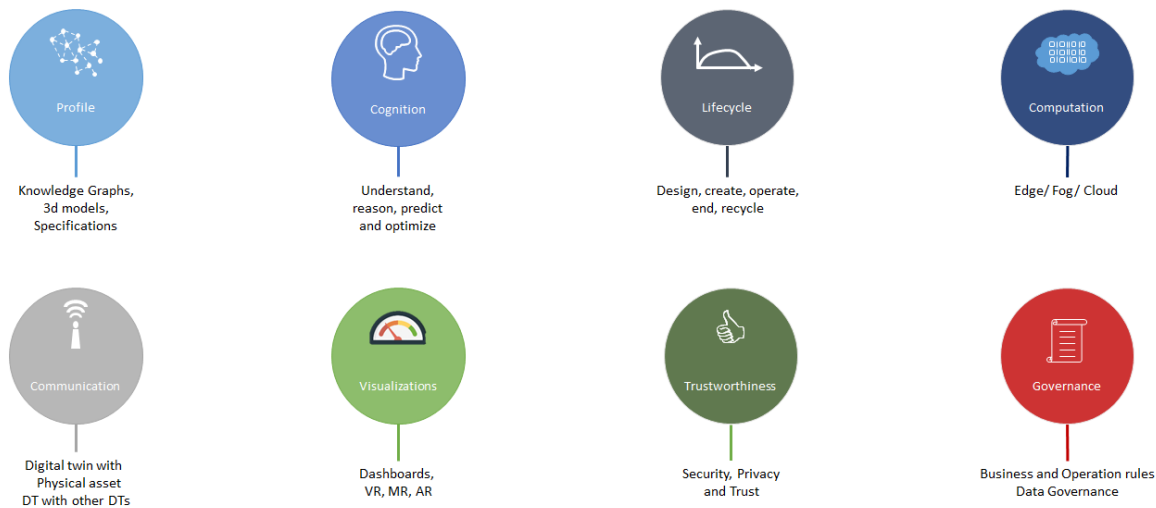 Profile
Knowledge Graphs,
3d models,
Specifications
Cognition
Understand,
reason, predict
and optimize
Lifecycle
Design, create, operate,
end, recycle
Computation
Edge/ Fog/ Cloud
Communication
Digital twin with
Physical asset
DT with other DTs
Visualizations
Dashboards,
VR, MR, AR
Trustworthiness
Security, Privacy
and Trust
Governance
Business and Operation rules
Data Governance